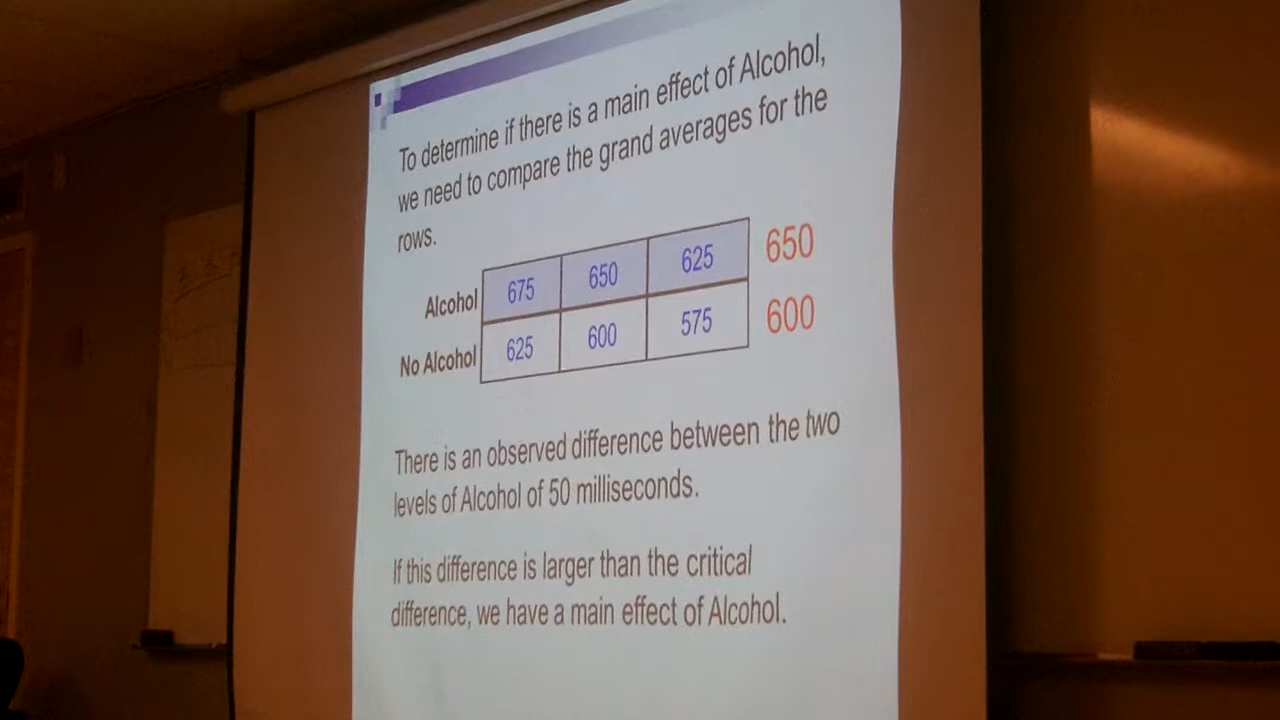 To determine if there is a main effect of Alcohol,
we need to compare the grand averages for the
rows.
Alcohol 675 650 625 650
No Alcohol 625 600 575 600
There is an observed difference between the two
levels of Alcohol of 50 milliseconds.
If this difference is larger than the critical
difference, we have a main effect of Alcohol.